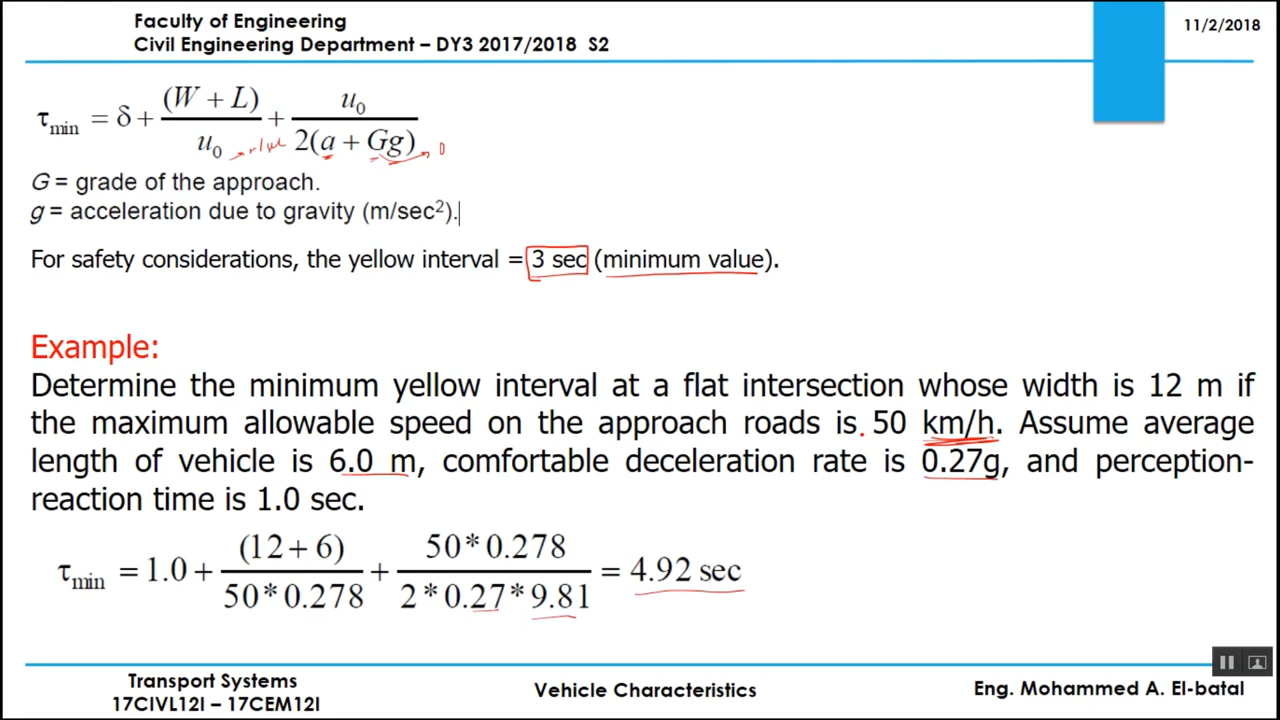 Faculty of Engineering
Civil Engineering Department – DY3 2017/2018 S2
11/2/2018
τmin = δ + (W + L)/u0 + u0/2(a + Gg)
0
G = grade of the approach.
g = acceleration due to gravity (m/sec²).
For safety considerations, the yellow interval = 3 sec (minimum value).
Example:
Determine the minimum yellow interval at a flat intersection whose width is 12 m if
the maximum allowable speed on the approach roads is 50 km/h. Assume average
length of vehicle is 6.0 m, comfortable deceleration rate is 0.27g, and perception-
reaction time is 1.0 sec.
τmin = 1.0 + (12 + 6)/50*0.278 + 50*0.278/2*0.27*9.81 = 4.92 sec
Transport Systems
17CIVL12I – 17CEM12I
Vehicle Characteristics
Eng. Mohammed A. El-batal